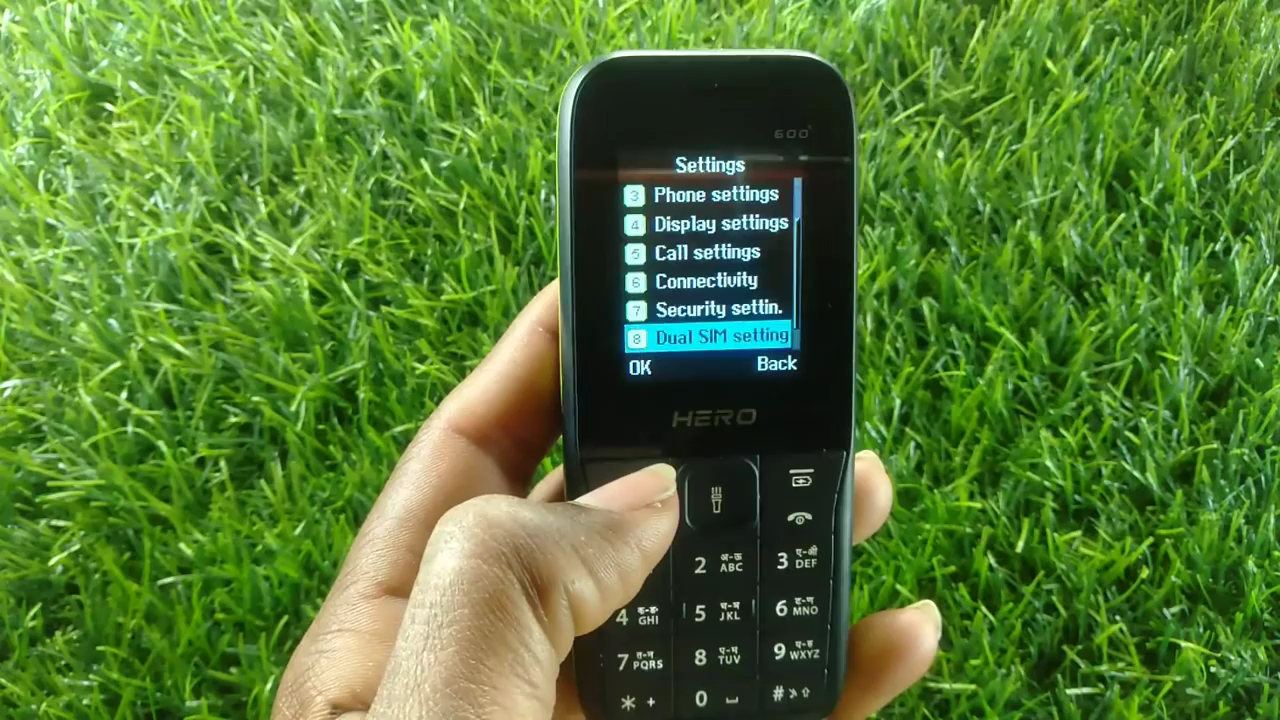 600
Settings
3 Phone settings
4 Display settings
5 Call settings
6 Connectivity
7 Security settin.
8 Dual SIM setting
OK Back
HERO
2 अ-ऊ ABC
3 ए-औ DEF
4 क-ङ GHI
5 च-ञ JKL
6 ट-ण MNO
7 त-न PQRS
8 प-म TUV
9 य-ह WXYZ
* +
0
#